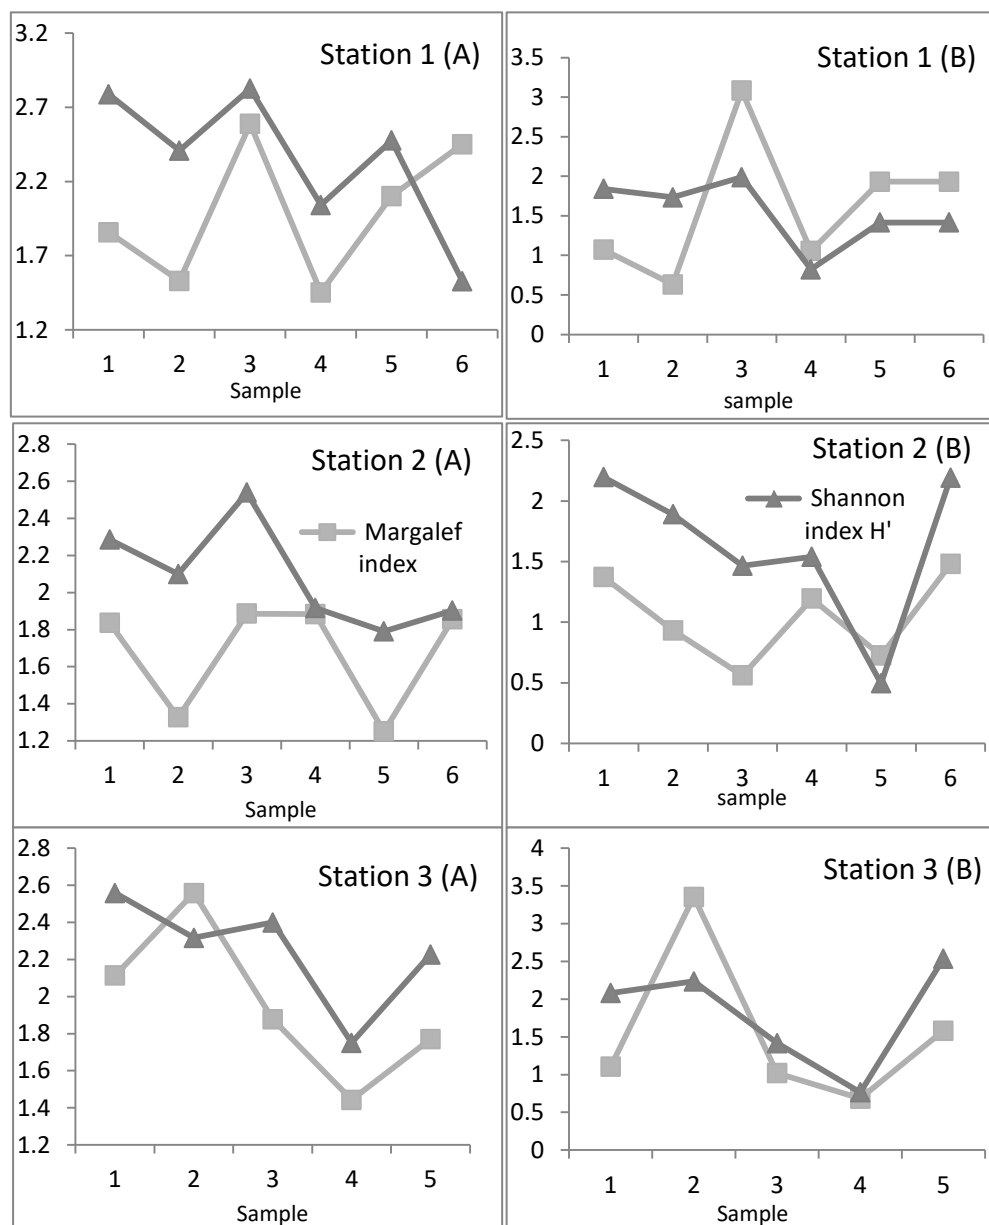 Station 1 (A)
3.2
2.7
2.2
1.7
1.2
1 2 3 4 5 6
Sample
Station 1 (B)
3.5
3
2.5
2
1.5
1
0.5
0
1 2 3 4 5 6
sample
Station 2 (A)
2.8
2.6
2.4
2.2
2
1.8
1.6
1.4
1.2
Margalef
index
1 2 3 4 5 6
Sample
Station 2 (B)
2.5
2
1.5
1
0.5
0
Shannon
index H'
1 2 3 4 5 6
sample
Station 3 (A)
2.8
2.6
2.4
2.2
2
1.8
1.6
1.4
1.2
1 2 3 4 5
Sample
Station 3 (B)
4
3.5
3
2.5
2
1.5
1
0.5
0
1 2 3 4 5
Sample